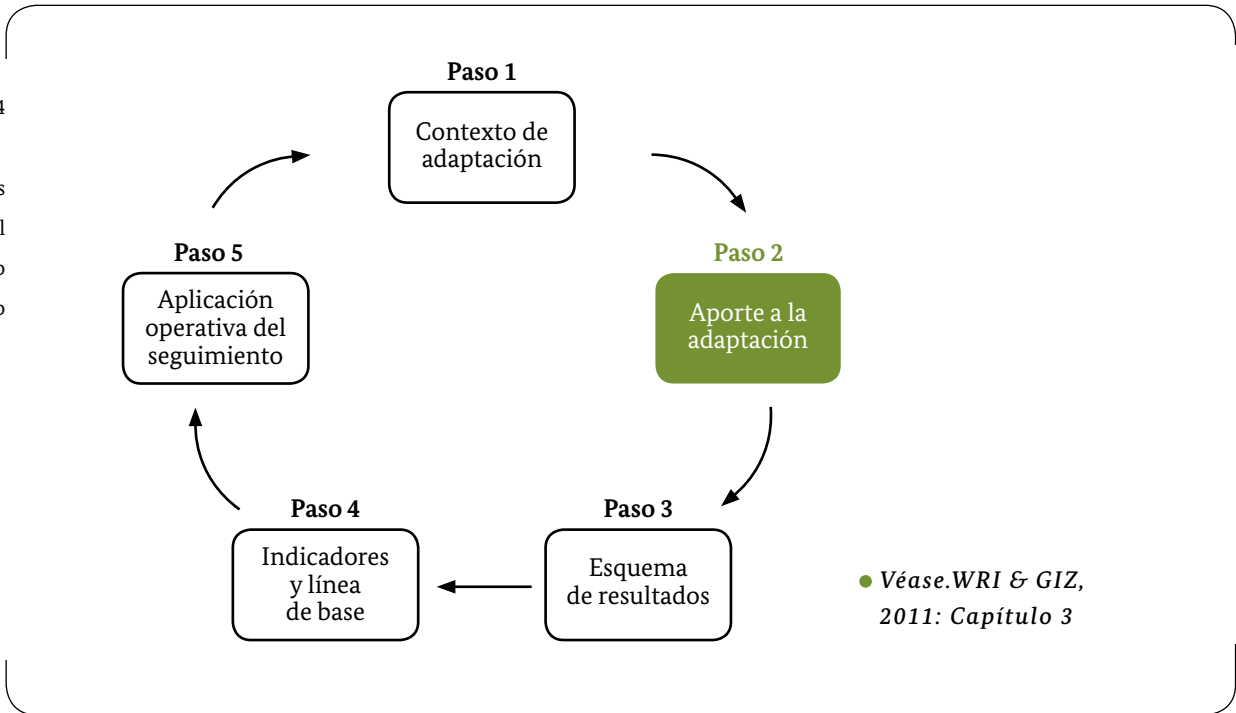 4
s
l
o
o
Paso 1
Contexto de
adaptación
Paso 2
Aporte a la
adaptación
Paso 3
Esquema
de resultados
Paso 4
Indicadores
y línea
de base
Paso 5
Aplicación
operativa del
seguimiento
Véase.WRI & GIZ,
2011: Capítulo 3